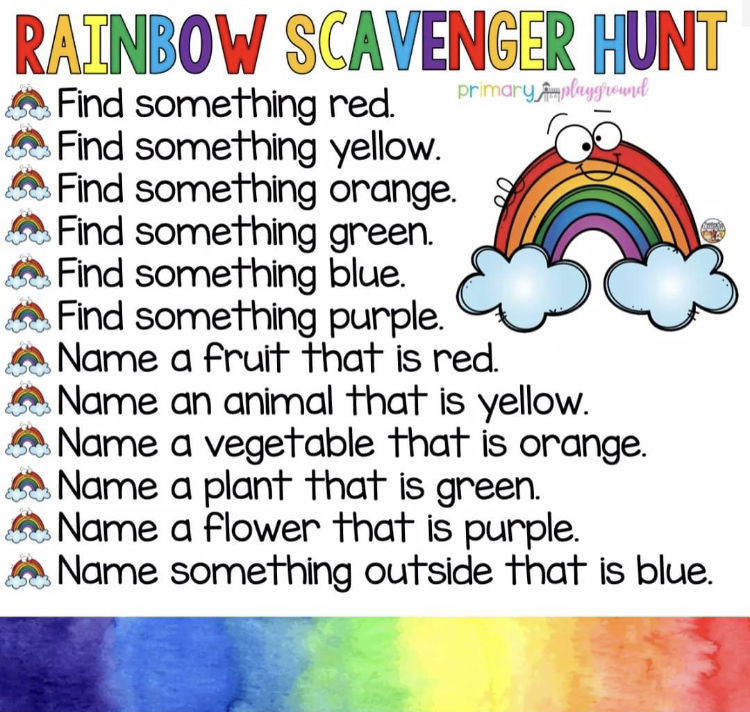 RAINBOW SCAVENGER HUNT
primary playground
Find something red.
Find something yellow.
Find something orange.
Find something green.
Find something blue.
Find something purple.
Name a fruit that is red.
Name an animal that is yellow.
Name a vegetable that is orange.
Name a plant that is green.
Name a flower that is purple.
Name something outside that is blue.